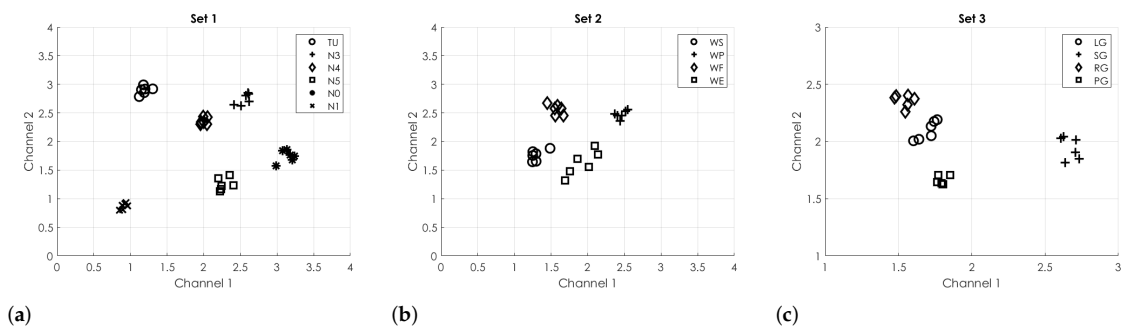 Set 1
4
3.5
3
2.5
2
1.5
1
0.5
0
Channel 2
0 0.5 1 1.5 2 2.5 3 3.5 4
Channel 1
TU
N3
N4
N5
N0
N1
(a)
Set 2
4
3.5
3
2.5
2
1.5
1
0.5
0
Channel 2
0 0.5 1 1.5 2 2.5 3 3.5 4
Channel 1
WS
WP
WF
WE
(b)
Set 3
3
2.5
2
1.5
1
Channel 2
1 1.5 2 2.5 3
Channel 1
LG
SG
RG
PG
(c)